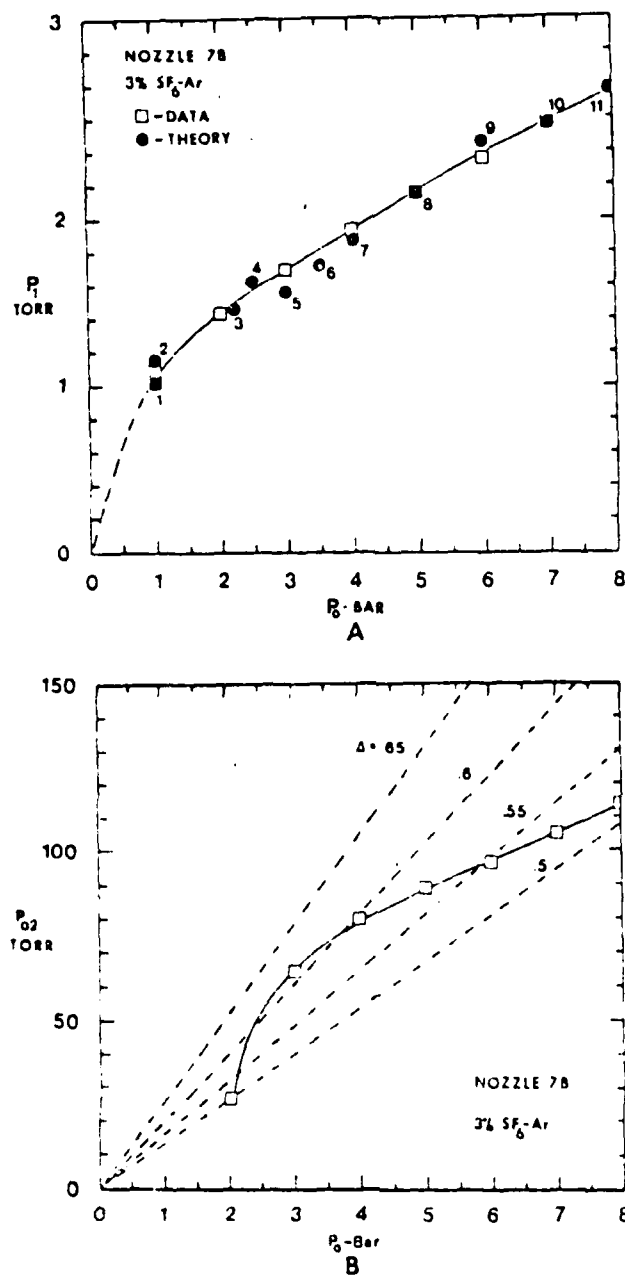 3
NOZZLE 7B
3% SF6-Ar
□-DATA
●-THEORY
9
10
11
2
8
4
7
6
P1
TORR
3
5
2
1
1
0
0 1 2 3 4 5 6 7 8
P0-BAR
A
150
Δ = .65
.6
.55
100
.5
P02
TORR
50
NOZZLE 7B
3% SF6-Ar
0
0 1 2 3 4 5 6 7 8
P0-Bar
B